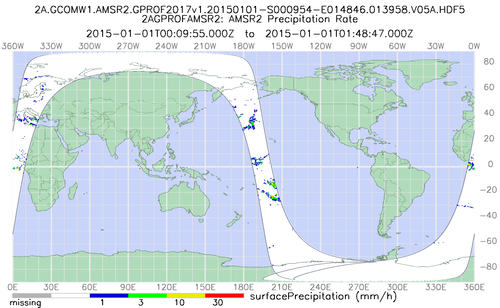 2A.GCOMW1.AMSR2.GPROF2017v1.20150101-S000954-E014846.013958.V05A.HDF5
2AGPROFAMSR2: AMSR2 Precipitation Rate
2015-01-01T00:09:55.000Z to 2015-01-01T01:48:47.000Z
360W 330W 300W 270W 240W 210W 180W 150W 120W 90W 60W 30W 0W
80
60
40
20
0
-20
-40
-60
-80
0E 30E 60E 90E 120E 150E 180E 210E 240E 270E 300E 330E 360E
missing 1 3 10 30 surfacePrecipitation (mm/h)